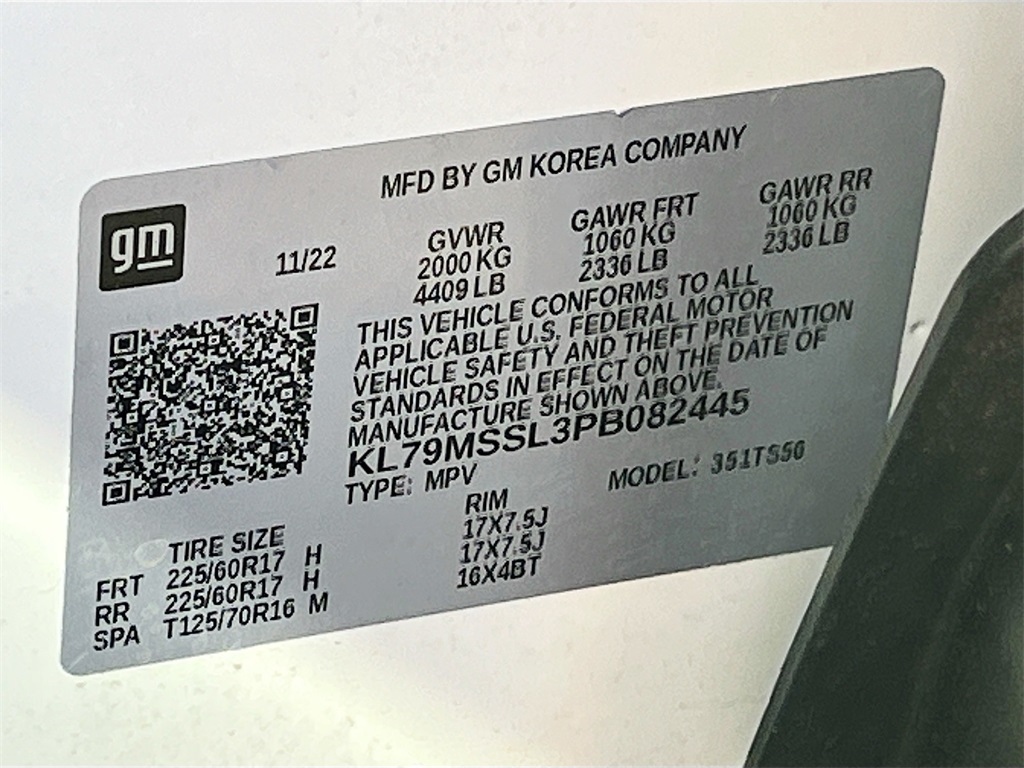 MFD BY GM KOREA COMPANY
gm
11/22
GVWR GAWR FRT GAWR RR
2000 KG 1060 KG 1060 KG
4409 LB 2336 LB 2336 LB
THIS VEHICLE CONFORMS TO ALL
APPLICABLE U.S. FEDERAL MOTOR
VEHICLE SAFETY AND THEFT PREVENTION
STANDARDS IN EFFECT ON THE DATE OF
MANUFACTURE SHOWN ABOVE.
KL79MSSL3PB082445
TYPE: MPV MODEL: 351TS56
TIRE SIZE RIM
FRT 225/60R17 H 17X7.5J
RR 225/60R17 H 17X7.5J
SPA T125/70R16 M 16X4BT